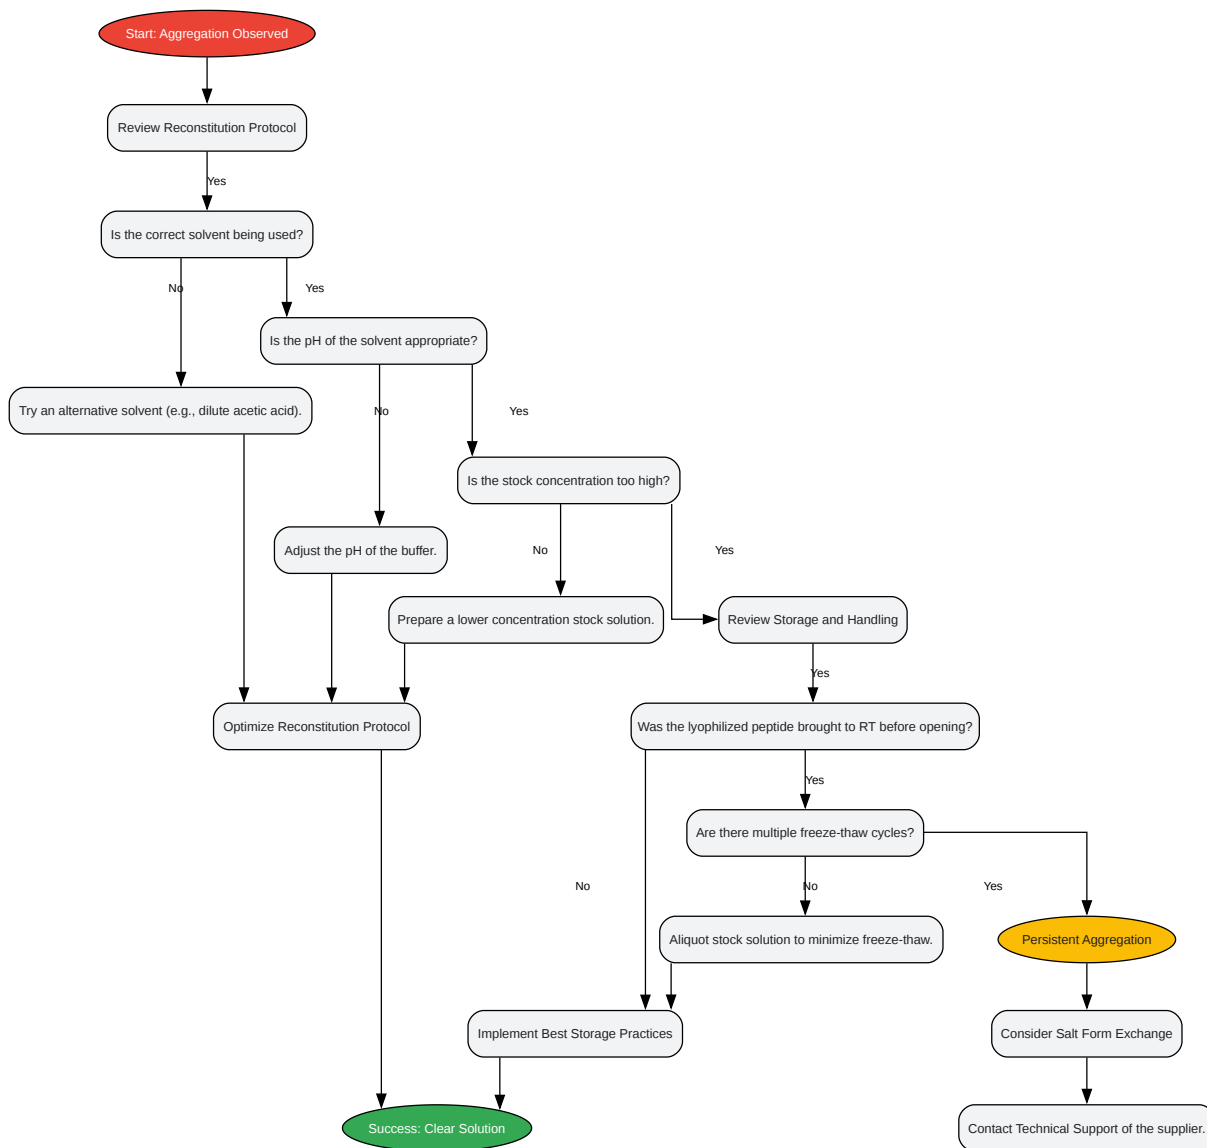 Start: Aggregation Observed
Review Reconstitution Protocol
Yes
Is the correct solvent being used?
No
Yes
Is the pH of the solvent appropriate?
Try an alternative solvent (e.g., dilute acetic acid).
No
Yes
Is the stock concentration too high?
Adjust the pH of the buffer.
No
Yes
Prepare a lower concentration stock solution.
Review Storage and Handling
Yes
Optimize Reconstitution Protocol
Was the lyophilized peptide brought to RT before opening?
Yes
Are there multiple freeze-thaw cycles?
No
No
Yes
Aliquot stock solution to minimize freeze-thaw.
Persistent Aggregation
Implement Best Storage Practices
Consider Salt Form Exchange
Success: Clear Solution
Contact Technical Support of the supplier.